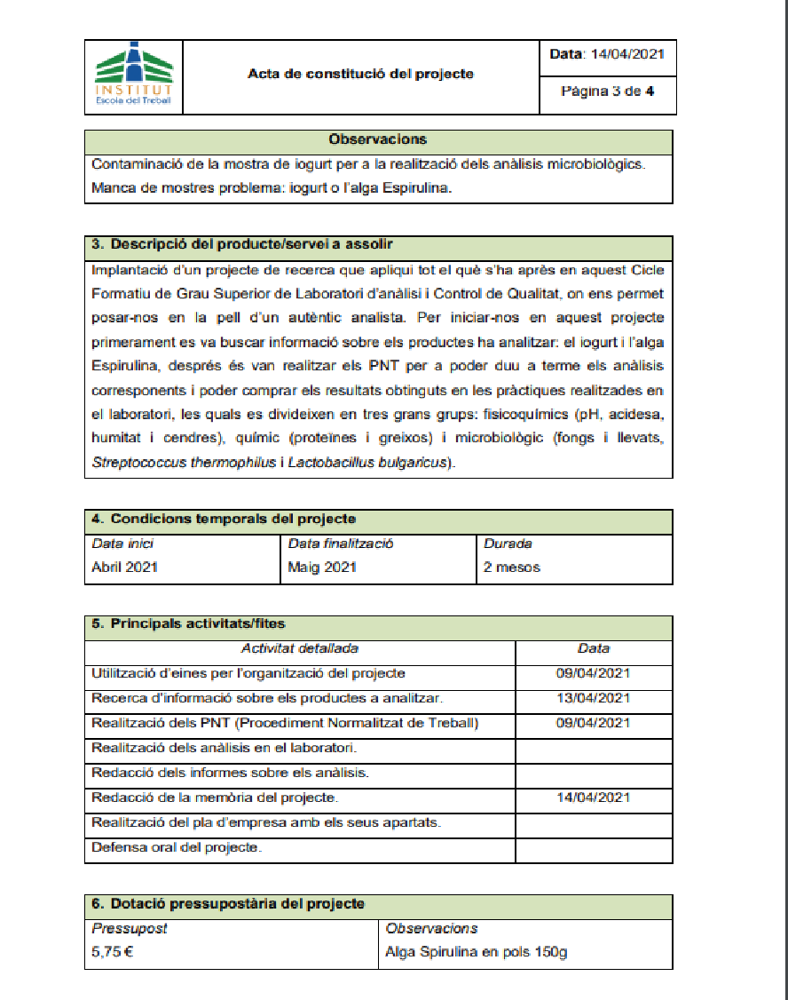 INSTITUT
Escola del Treball
Acta de constitució del projecte
Data: 14/04/2021
Pàgina 3 de 4
Observacions
Contaminació de la mostra de iogurt per a la realització dels anàlisis microbiològics.
Manca de mostres problema: iogurt o l'alga Espirulina.
3. Descripció del producte/servei a assolir
Implantació d'un projecte de recerca que apliqui tot el què s'ha après en aquest Cicle
Formatiu de Grau Superior de Laboratori d'anàlisi i Control de Qualitat, on ens permet
posar-nos en la pell d'un autèntic analista. Per iniciar-nos en aquest projecte
primerament es va buscar informació sobre els productes ha analitzar: el iogurt i l'alga
Espirulina, després és van realitzar els PNT per a poder duu a terme els anàlisis
corresponents i poder comprar els resultats obtinguts en les pràctiques realitzades en
el laboratori, les quals es divideixen en tres grans grups: fisicoquímics (pH, acidesa,
humitat i cendres), químic (proteïnes i greixos) i microbiològic (fongs i llevats,
Streptococcus thermophilus i Lactobacillus bulgaricus).
4. Condicions temporals del projecte
Data inici
Data finalització
Durada
Abril 2021
Maig 2021
2 mesos
5. Principals activitats/fites
Activitat detallada
Data
Utilització d'eines per l'organització del projecte
09/04/2021
Recerca d'informació sobre els productes a analitzar.
13/04/2021
Realització dels PNT (Procediment Normalitzat de Treball)
09/04/2021
Realització dels anàlisis en el laboratori.
Redacció dels informes sobre els anàlisis.
Redacció de la memòria del projecte.
14/04/2021
Realització del pla d'empresa amb els seus apartats.
Defensa oral del projecte.
6. Dotació pressupostària del projecte
Pressupost
Observacions
5,75 €
Alga Spirulina en pols 150g